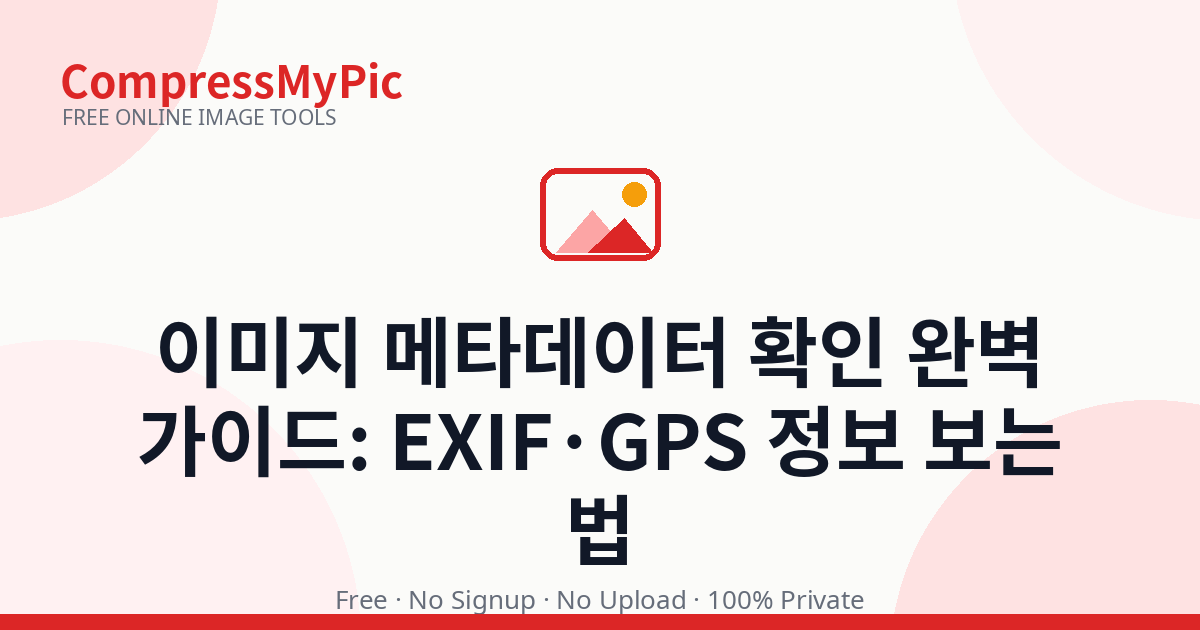 CompressMyPic
FREE ONLINE IMAGE TOOLS
이미지 메타데이터 확인 완벽
가이드: EXIF·GPS 정보 보는
법
Free · No Signup · No Upload · 100% Private